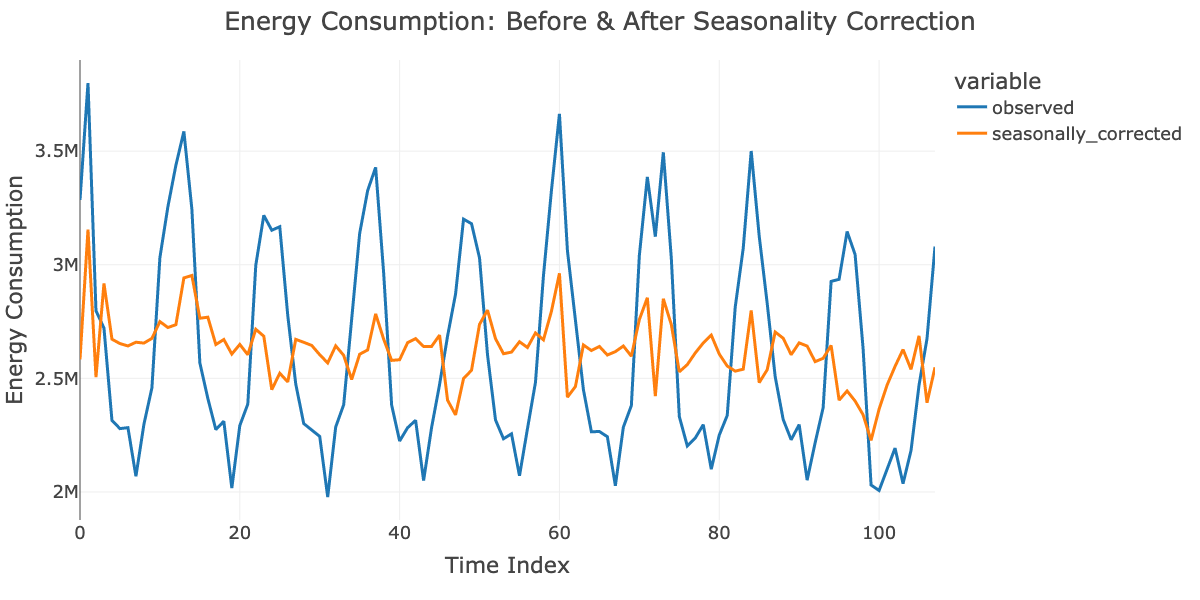 Energy Consumption: Before & After Seasonality Correction
variable
observed
seasonally_corrected
Energy Consumption
3.5M
3M
2.5M
2M
0
20
40
60
80
100
Time Index